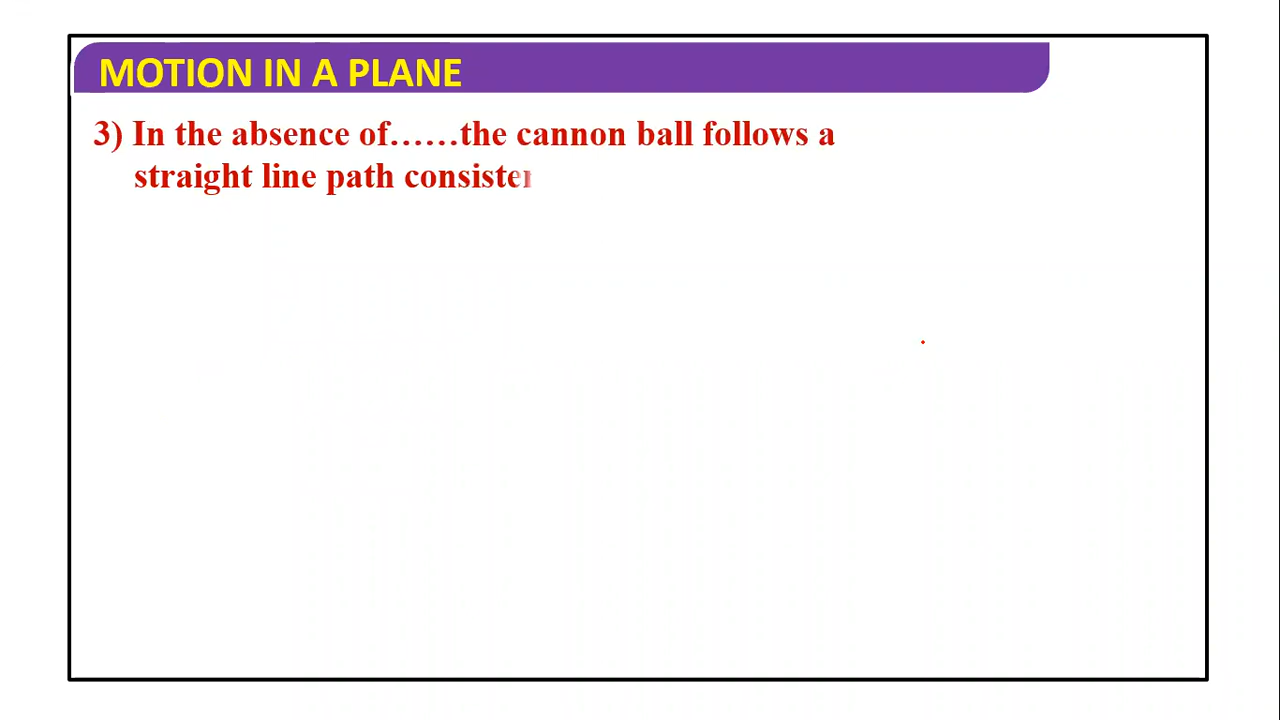 MOTION IN A PLANE
3) In the absence of……the cannon ball follows a
straight line path consister